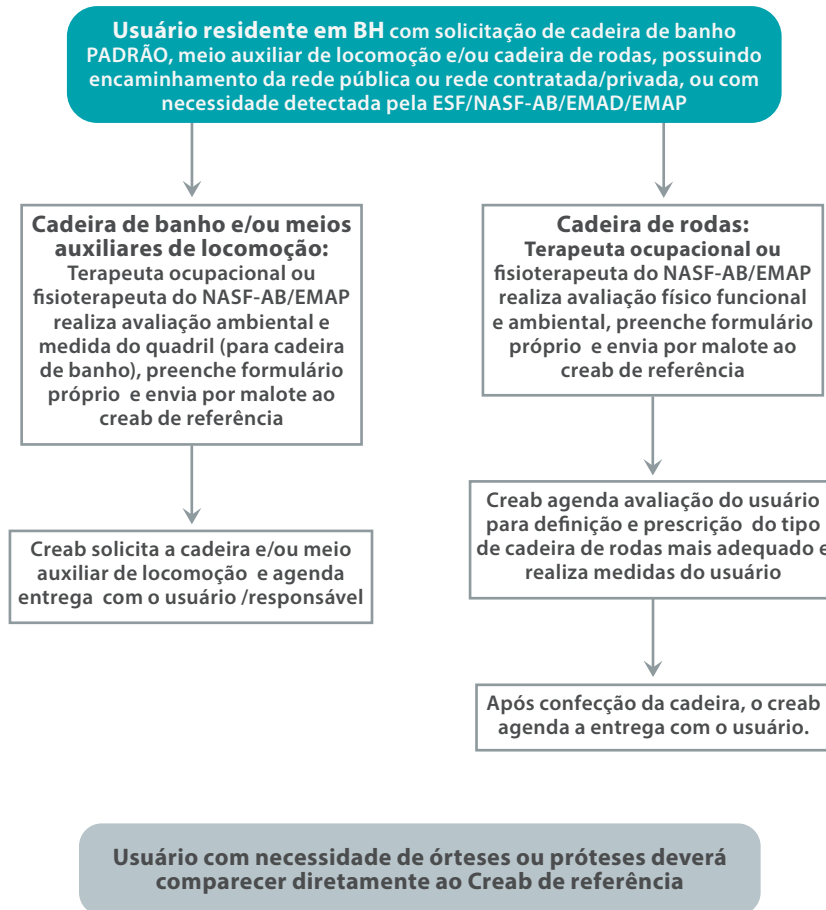 Usuário residente em BH com solicitação de cadeira de banho
PADRÃO, meio auxiliar de locomoção e/ou cadeira de rodas, possuindo
encaminhamento da rede pública ou rede contratada/privada, ou com
necessidade detectada pela ESF/NASF-AB/EMAD/EMAP
Cadeira de banho e/ou meios
auxiliares de locomoção:
Terapeuta ocupacional ou
fisioterapeuta do NASF-AB/EMAP
realiza avaliação ambiental e
medida do quadril (para cadeira
de banho), preenche formulário
próprio e envia por malote ao
creab de referência
Creab solicita a cadeira e/ou meio
auxiliar de locomoção e agenda
entrega com o usuário /responsável
Cadeira de rodas:
Terapeuta ocupacional ou
fisioterapeuta do NASF-AB/EMAP
realiza avaliação físico funcional
e ambiental, preenche formulário
próprio e envia por malote ao
creab de referência
Creab agenda avaliação do usuário
para definição e prescrição do tipo
de cadeira de rodas mais adequado e
realiza medidas do usuário
Após confecção da cadeira, o creab
agenda a entrega com o usuário.
Usuário com necessidade de órteses ou próteses deverá
comparecer diretamente ao Creab de referência